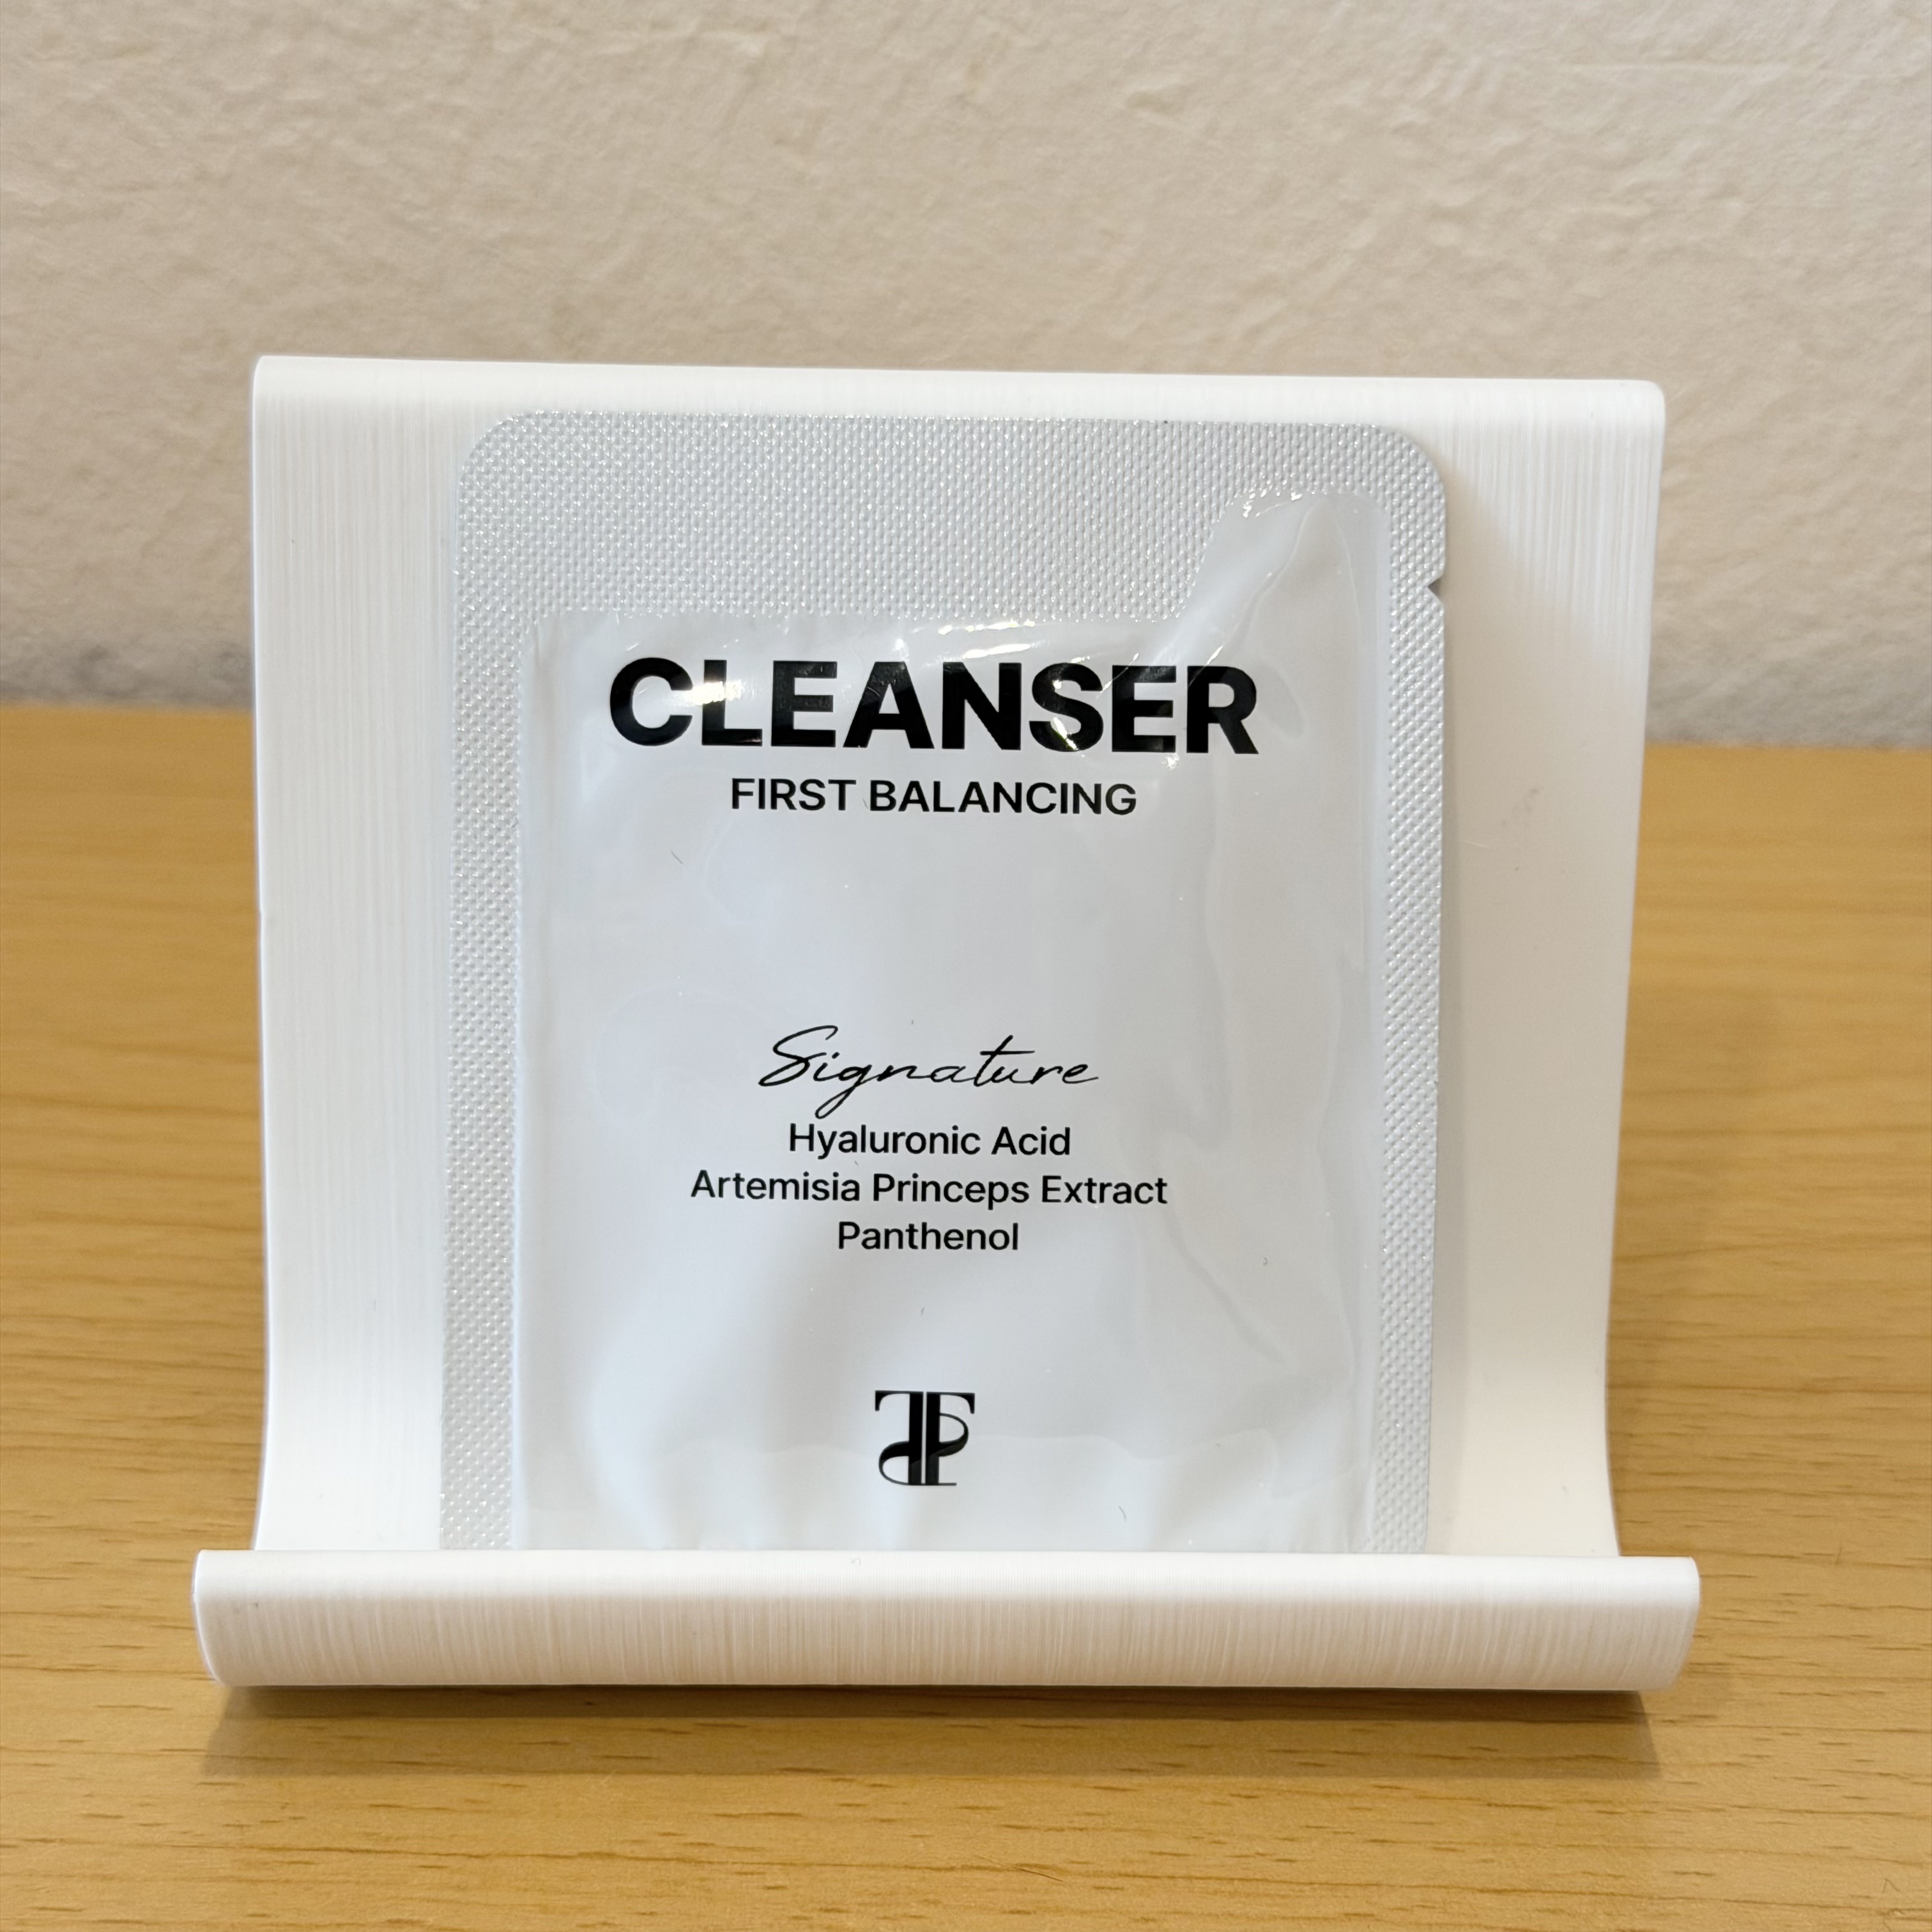 CLEANSER
FIRST BALANCING
Signature
Hyaluronic Acid
Artemisia Princeps Extract
Panthenol